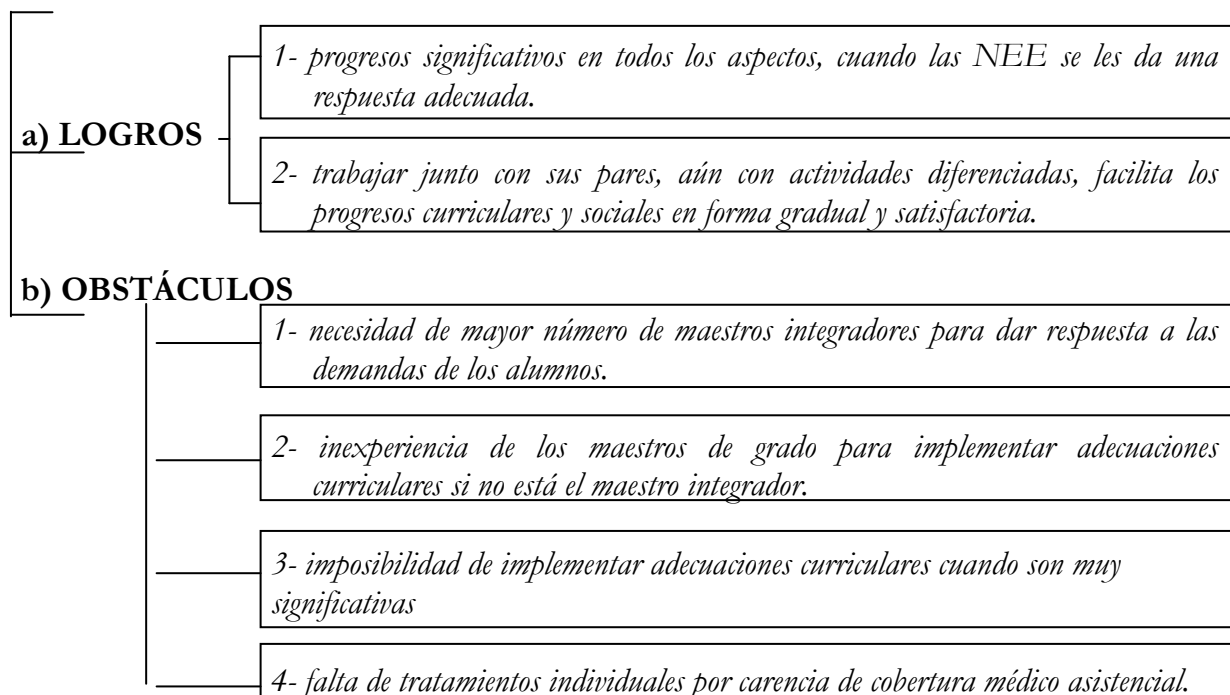 1- progresos significativos en todos los aspectos, cuando las NEE se les da una
respuesta adecuada.
a) LOGROS
2- trabajar junto con sus pares, aún con actividades diferenciadas, facilita los
progresos curriculares y sociales en forma gradual y satisfactoria.
b) OBSTÁCULOS
1- necesidad de mayor número de maestros integradores para dar respuesta a las
demandas de los alumnos.
2- inexperiencia de los maestros de grado para implementar adecuaciones
curriculares si no está el maestro integrador.
3- imposibilidad de implementar adecuaciones curriculares cuando son muy
significativas
4- falta de tratamientos individuales por carencia de cobertura médico asistencial.